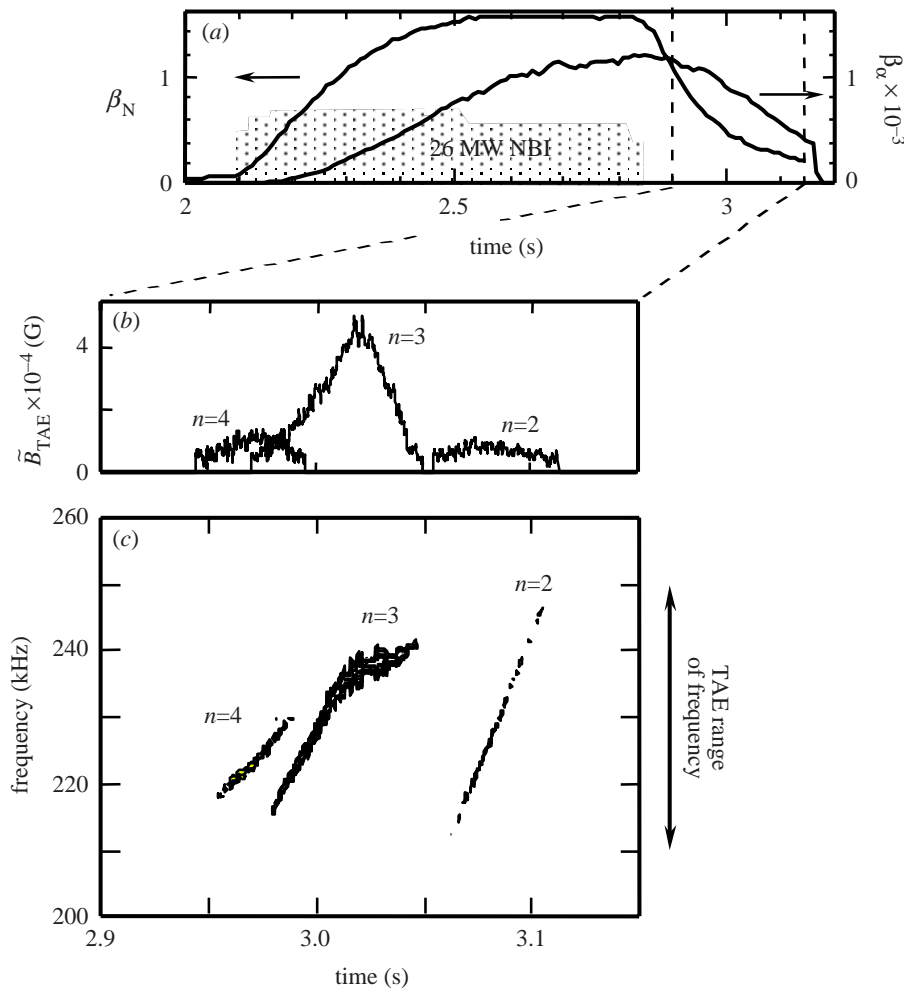 (a)
β_N
1
0
26 MW NBI
1
0
β_α × 10⁻³
2 2.5 3
time (s)
(b)
B̃_TAE × 10⁻⁴ (G)
4
0
n=4
n=3
n=2
(c)
frequency (kHz)
260
240
220
200
n=4
n=3
n=2
TAE range
of frequency
2.9 3.0 3.1
time (s)